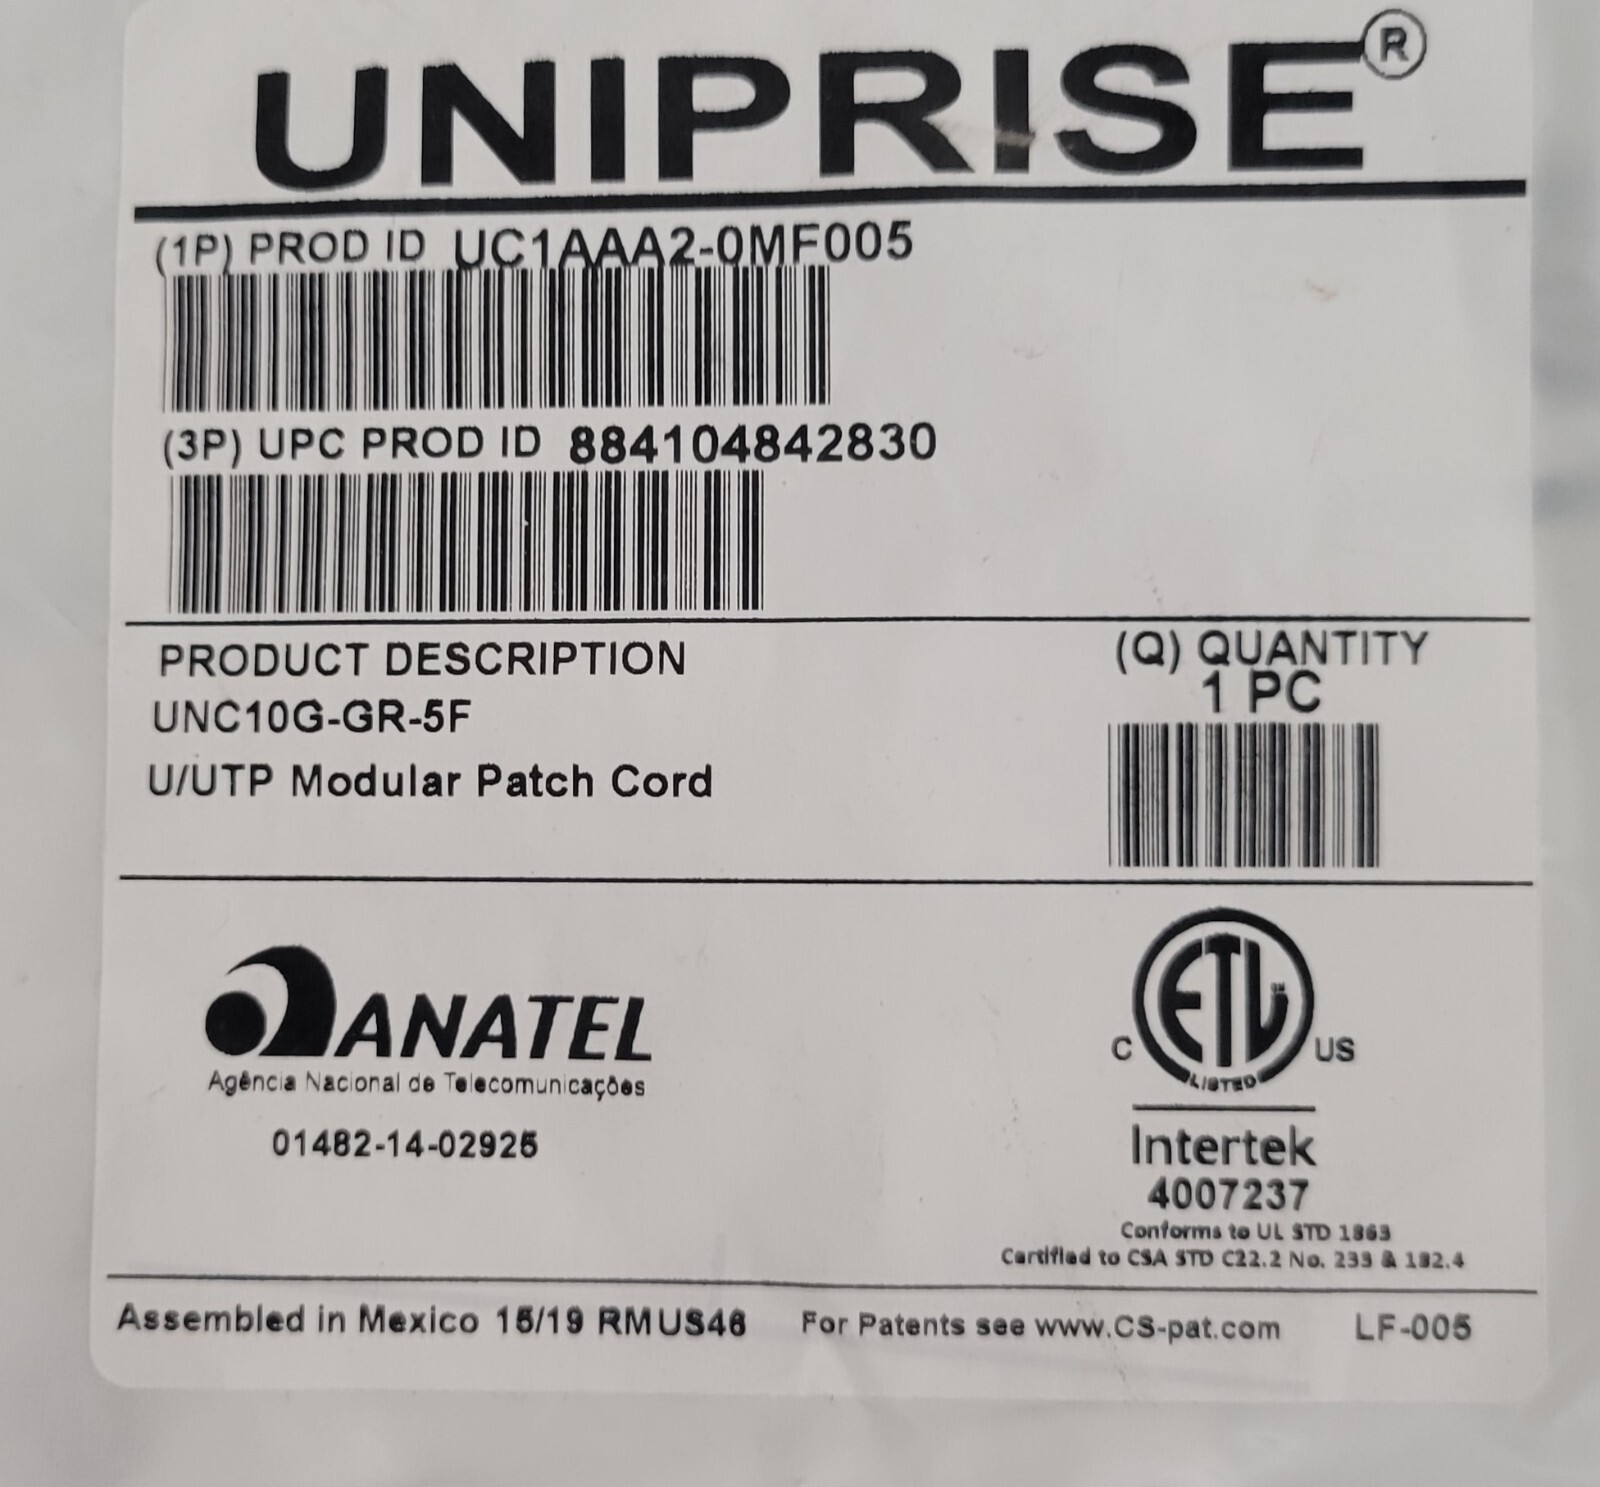 UNIPRISE®
(1P) PROD ID UC1AAA2-0MF005
(3P) UPC PROD ID 884104842830
PRODUCT DESCRIPTION
(Q) QUANTITY
1 PC
UNC10G-GR-5F
U/UTP Modular Patch Cord
ANATEL
Agência Nacional de Telecomunicações
01482-14-02925
C ETL US
LISTED
Intertek
4007237
Conforms to UL STD 1863
Certified to CSA STD C22.2 No. 233 & 182.4
Assembled in Mexico 15/19 RMUS46 For Patents see www.CS-pat.com LF-005